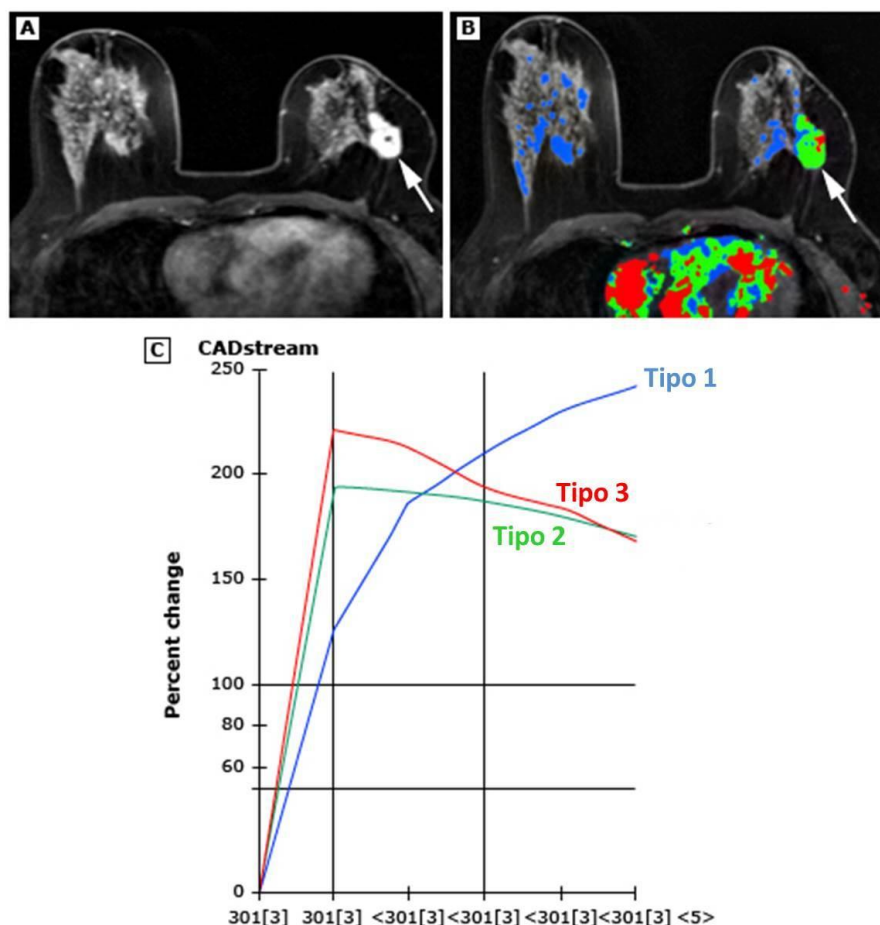 A
B
C CADstream
250
Tipo 1
200
Tipo 3
Tipo 2
150
Percent change
100
80
60
0
301[3] 301[3] <301[3]<301[3] <301[3]<301[3] <5>